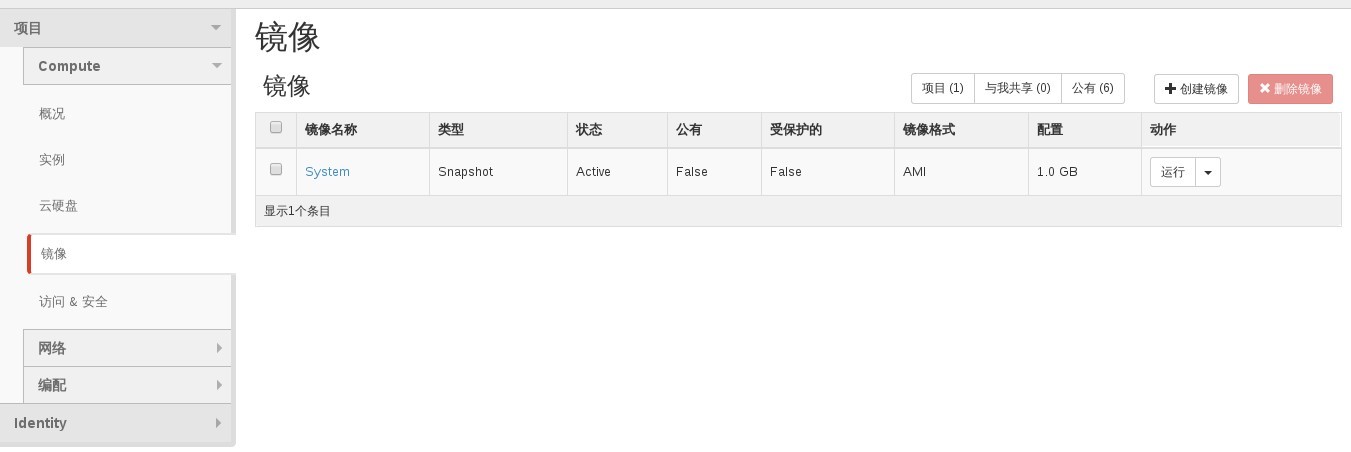 项目
Compute
概况
实例
云硬盘
镜像
访问 & 安全
网络
编配
Identity
镜像
镜像
项目 (1) 与我共享 (0) 公有 (6) 创建镜像 删除镜像
镜像名称 类型 状态 公有 受保护的 镜像格式 配置 动作
System Snapshot Active False False AMI 1.0 GB 运行
显示1个条目